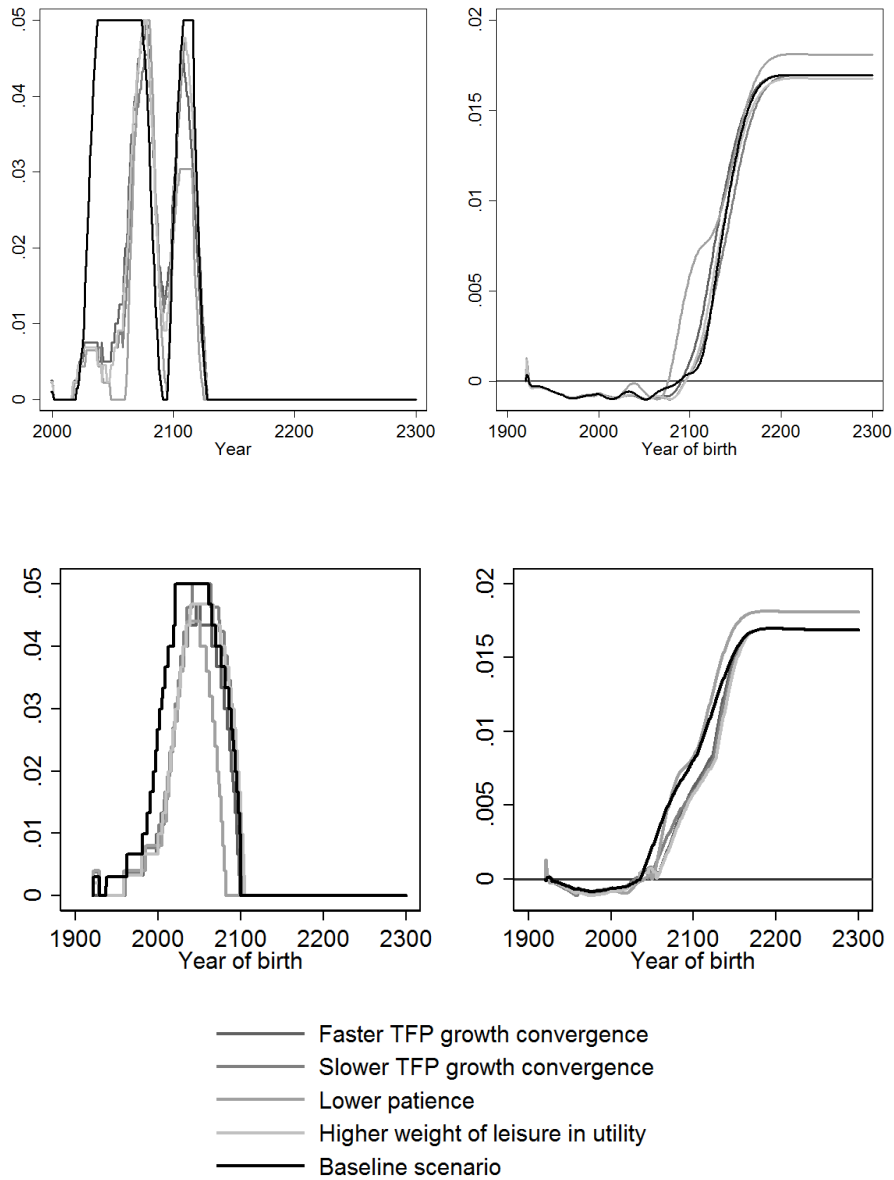 .05
.04
.03
.02
.01
0
2000 2100 2200 2300
Year
.02
.015
.01
.005
0
1900 2000 2100 2200 2300
Year of birth
.05
.04
.03
.02
.01
0
1900 2000 2100 2200 2300
Year of birth
.02
.015
.01
.005
0
1900 2000 2100 2200 2300
Year of birth
Faster TFP growth convergence
Slower TFP growth convergence
Lower patience
Higher weight of leisure in utility
Baseline scenario